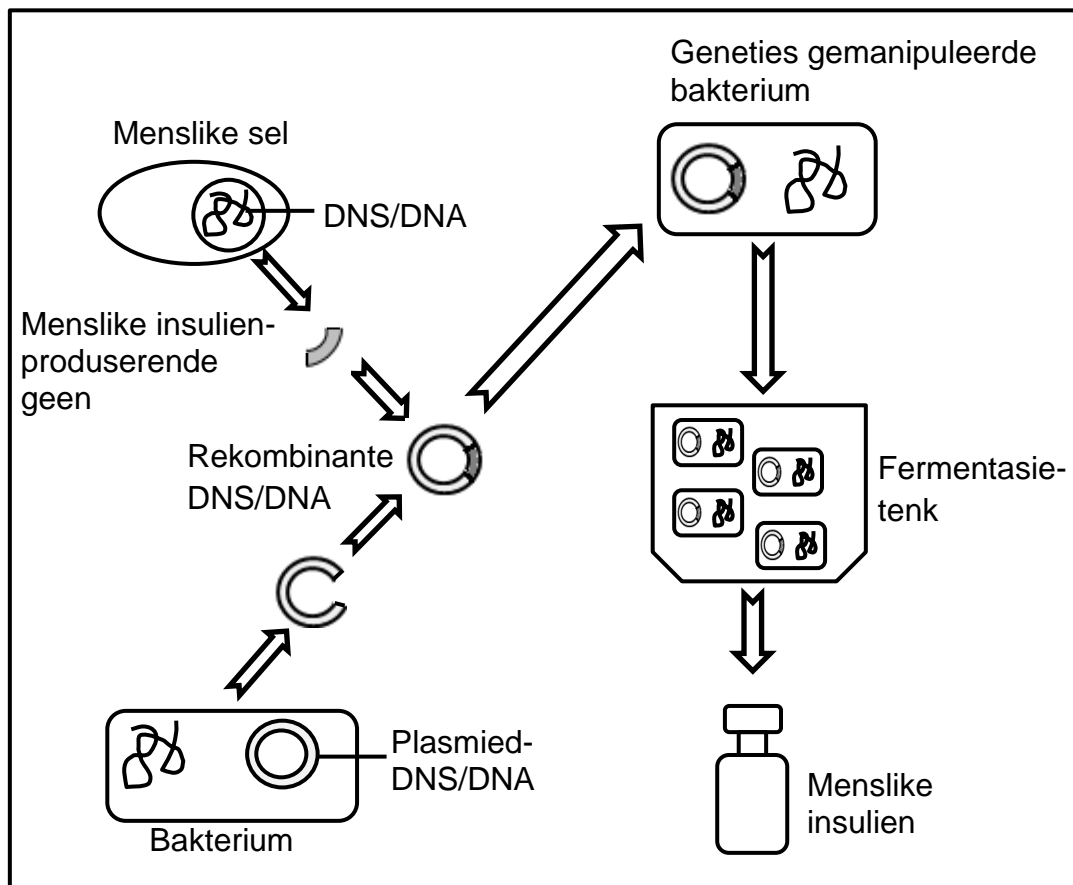 Geneties gemanipuleerde
bakterium
Menslike sel
DNS/DNA
Menslike insulien-
produserende
geen
Rekombinante
DNS/DNA
Fermentasie-
tenk
Plasmied-
DNS/DNA
Bakterium
Menslike
insulien